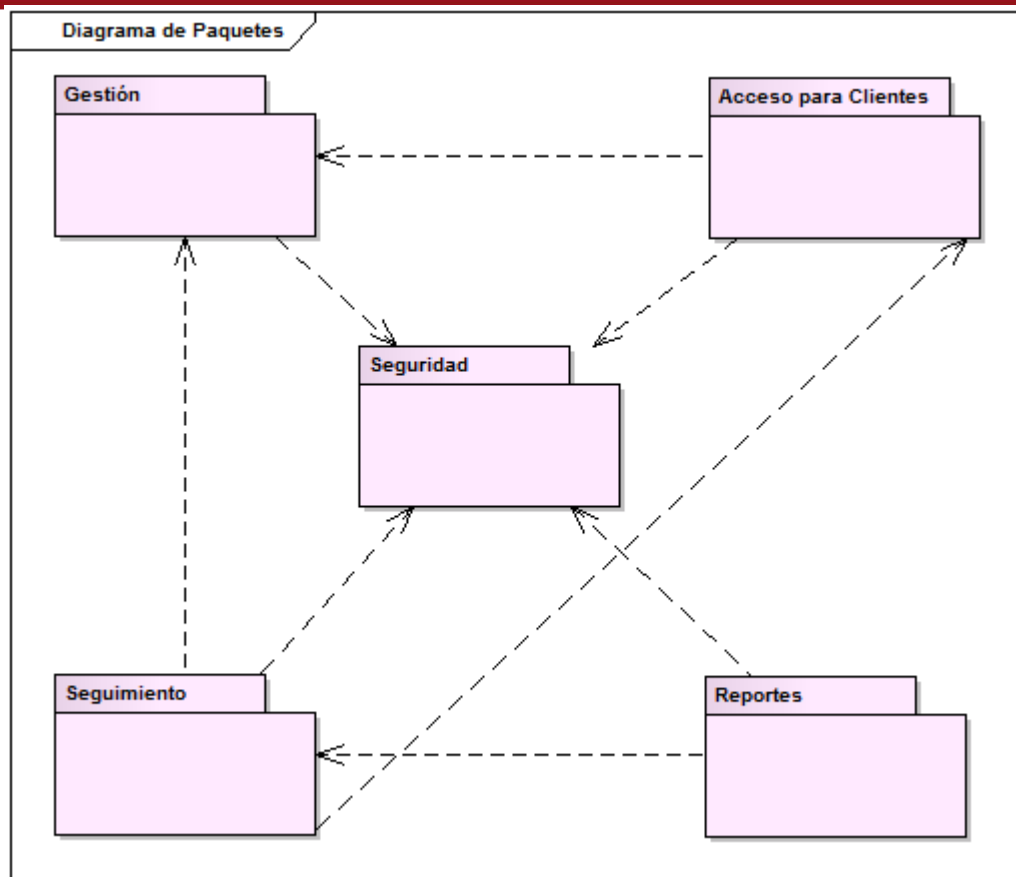 Diagrama de Paquetes
Gestión
Acceso para Clientes
Seguridad
Seguimiento
Reportes